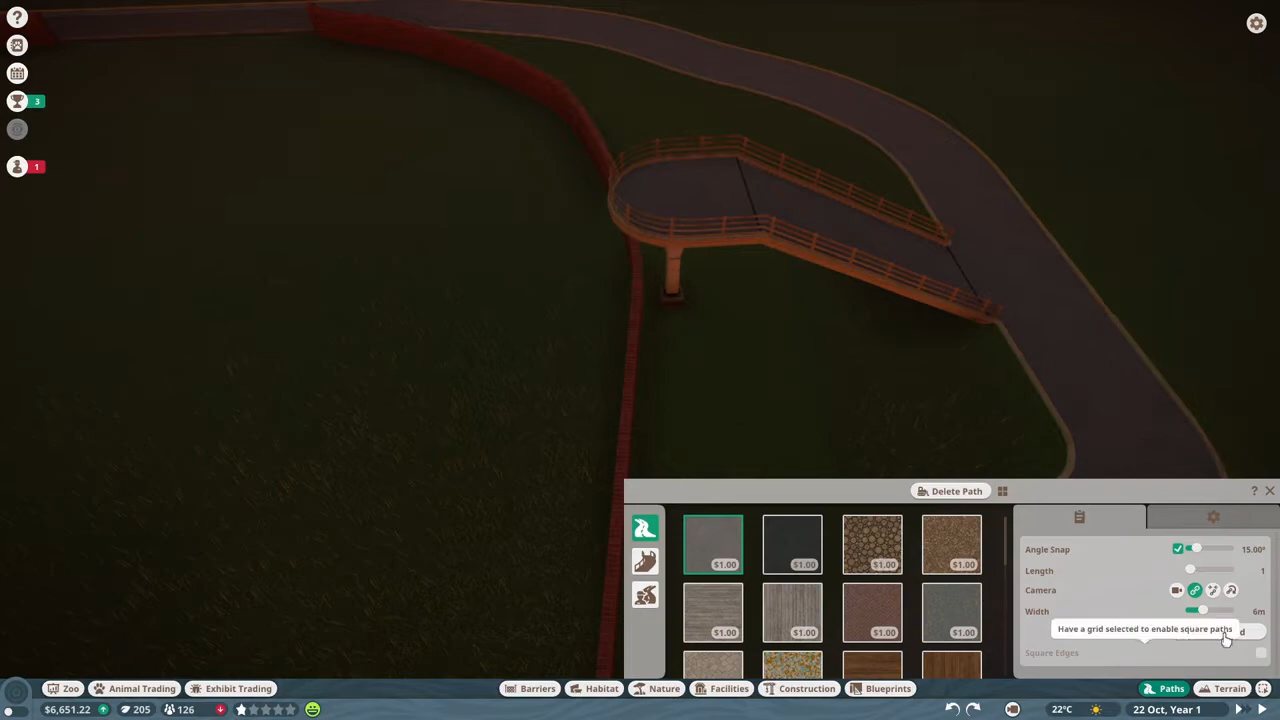 ?
3
1
Delete Path
?
$1.00
$1.00
$1.00
$1.00
$1.00
$1.00
$1.00
$1.00
Angle Snap
15.00°
Length
1
Camera
Width
6m
Have a grid selected to enable square paths
Square Edges
Zoo
Animal Trading
Exhibit Trading
Barriers
Habitat
Nature
Facilities
Construction
Blueprints
Paths
Terrain
$6,651.22
205
126
22°C
22 Oct, Year 1